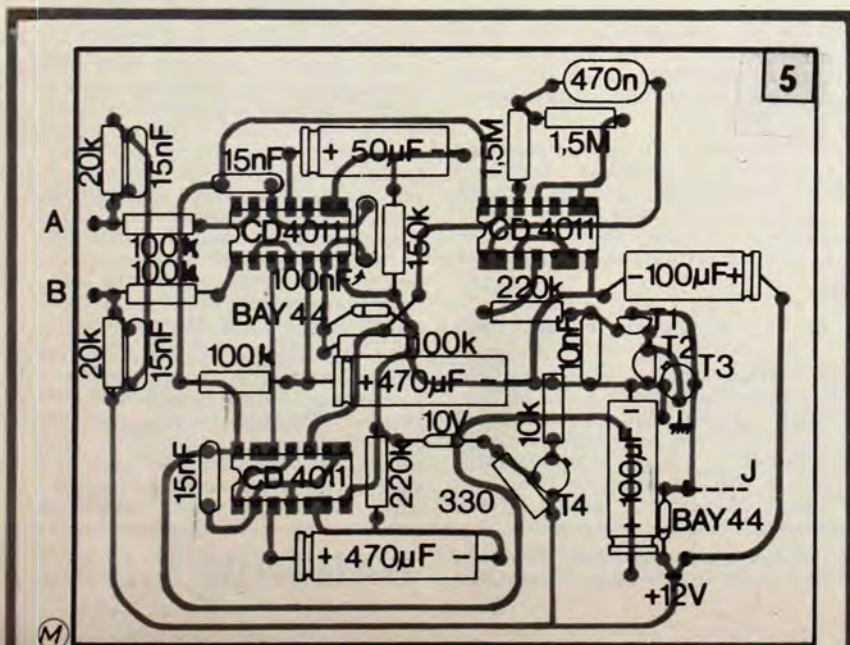 5
470n
1,5M
1,5M
20k
15nF
15nF
+ 50µF -
A
100k
CD4011
150k
CD 4011
100k
B
100nF
-100µF+
220k
BAY44
T1
10nF
T2
T3
20k
15nF
100k
100k
+470µF -
10V
10k
- 100µF +
J
15nF
CD 4011
220k
330
T4
BAY44
+ 470µF -
+12V
M